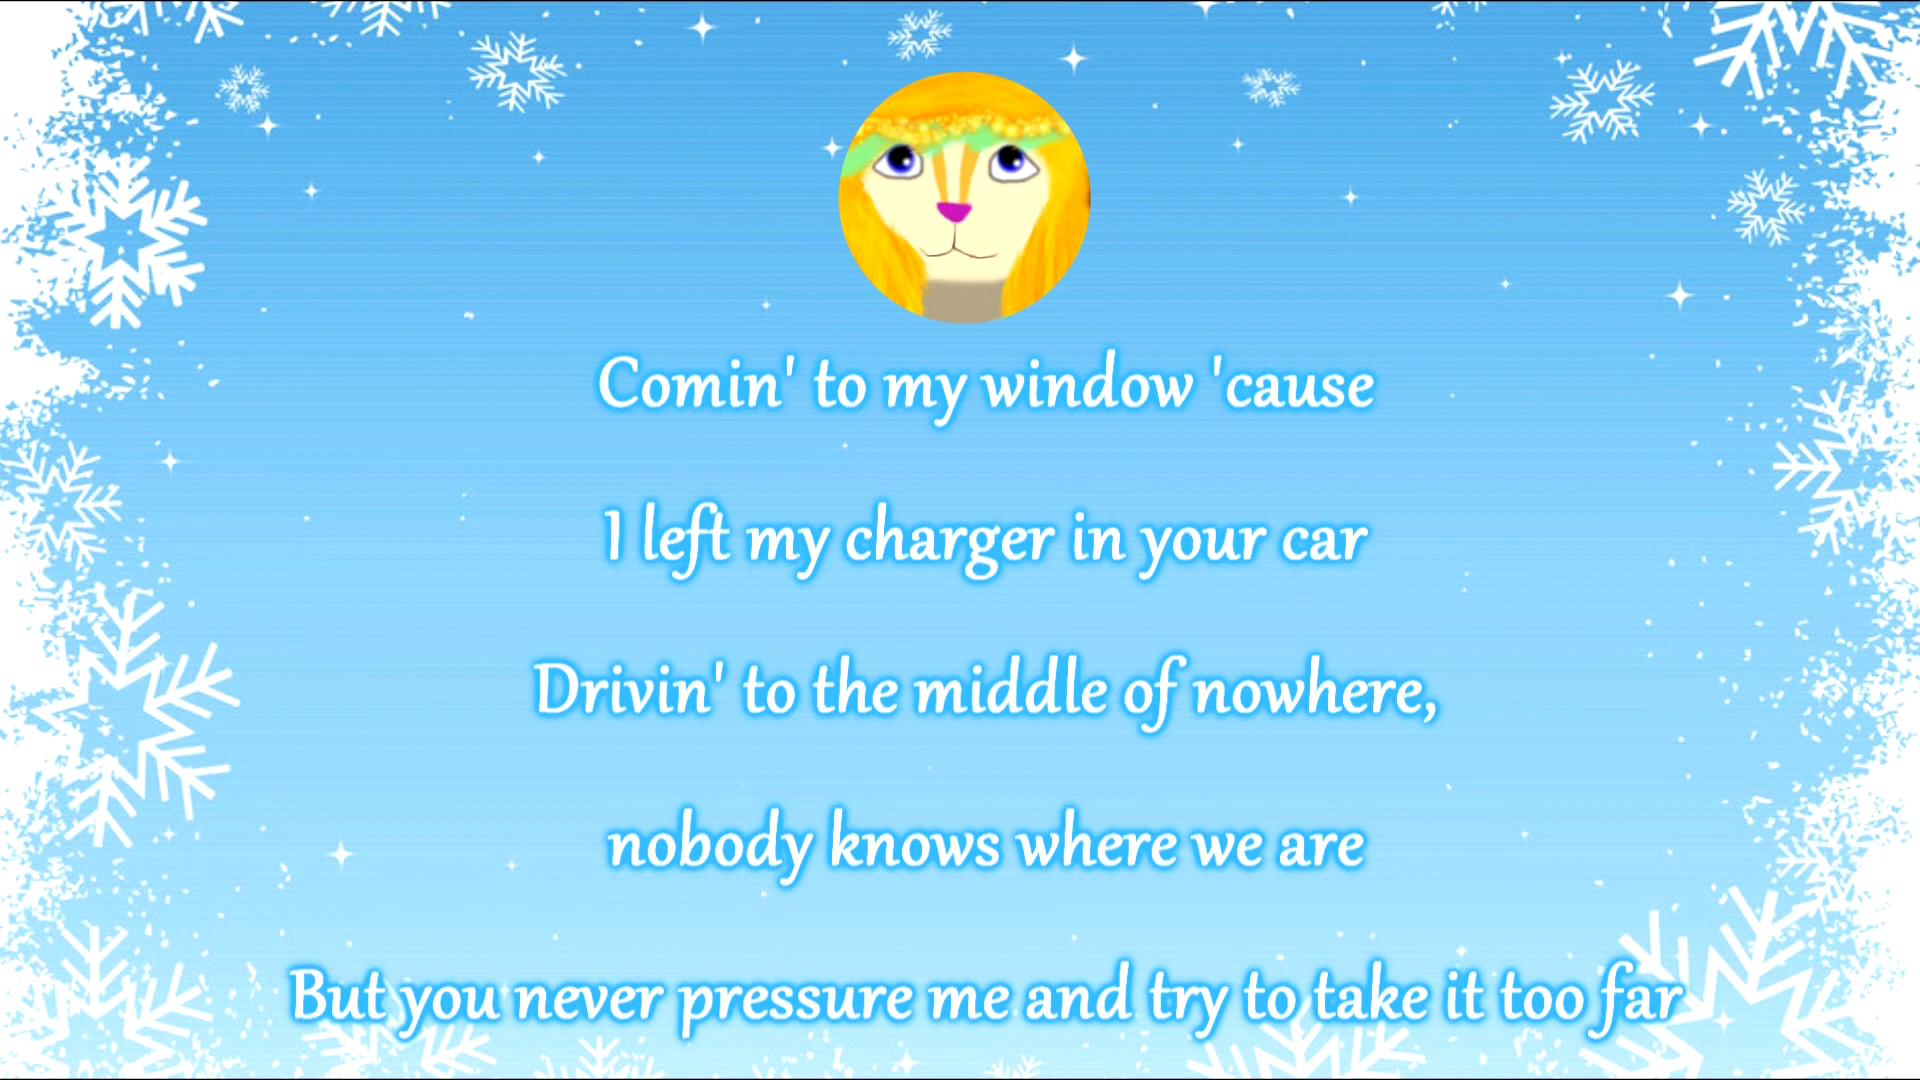 Comin' to my window 'cause
I left my charger in your car
Drivin' to the middle of nowhere,
nobody knows where we are
But you never pressure me and try to take it too far